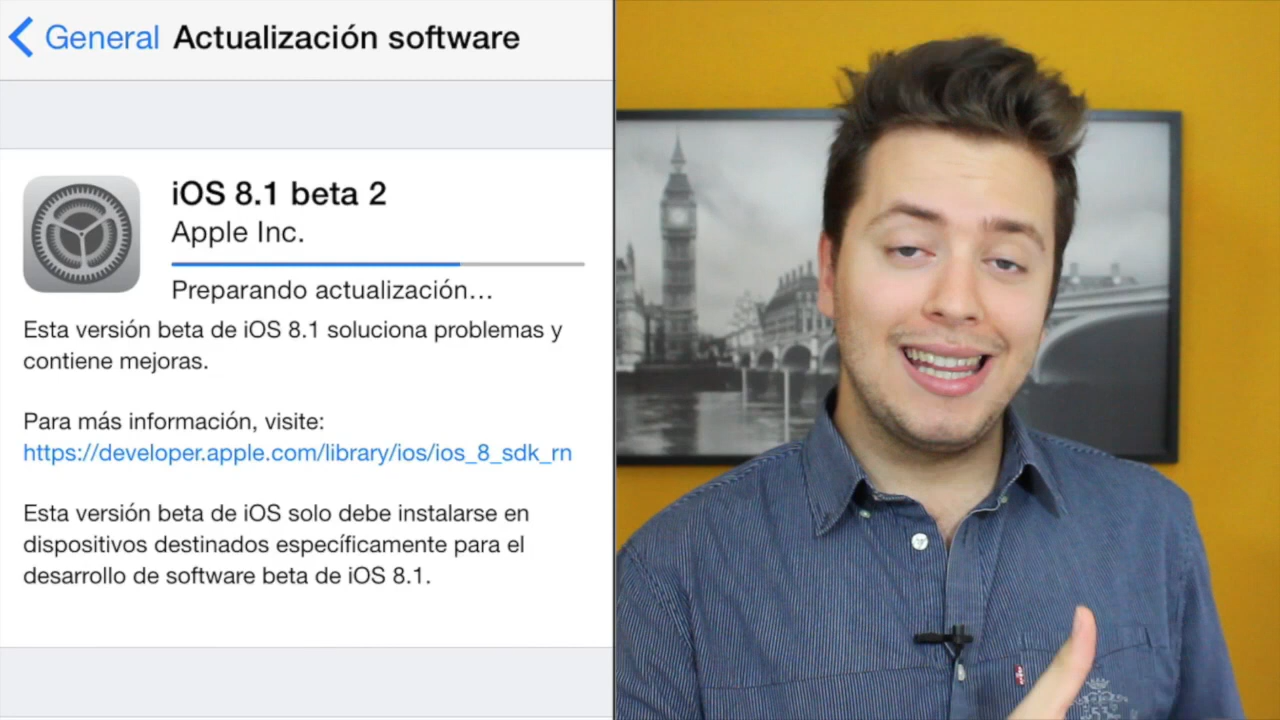 General Actualización software
iOS 8.1 beta 2
Apple Inc.
Preparando actualización...
Esta versión beta de iOS 8.1 soluciona problemas y
contiene mejoras.
Para más información, visite:
https://developer.apple.com/library/ios/ios_8_sdk_rn
Esta versión beta de iOS solo debe instalarse en
dispositivos destinados específicamente para el
desarrollo de software beta de iOS 8.1.
53